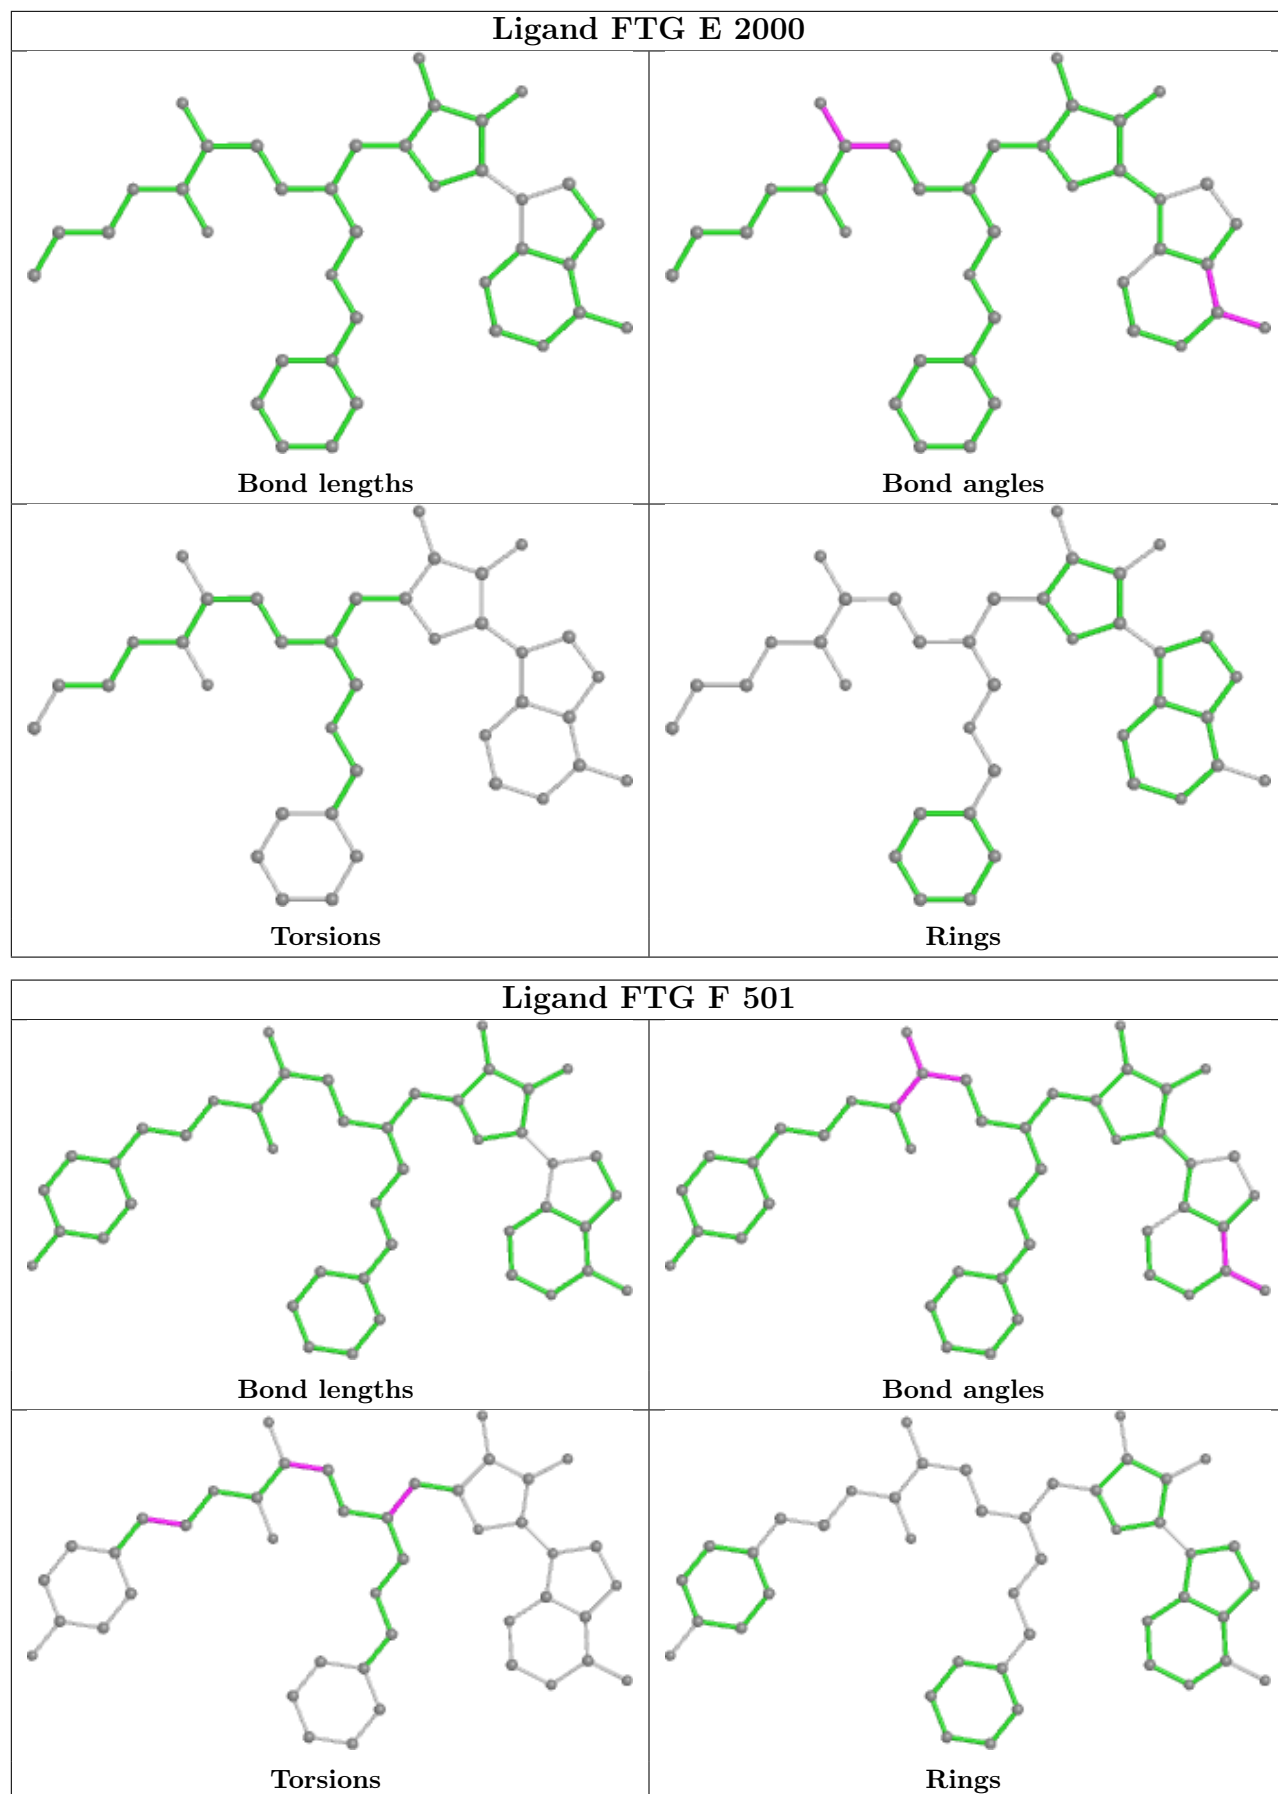 Ligand FTG E 2000
Bond lengths
Bond angles
Torsions
Rings
Ligand FTG F 501
Bond lengths
Bond angles
Torsions
Rings